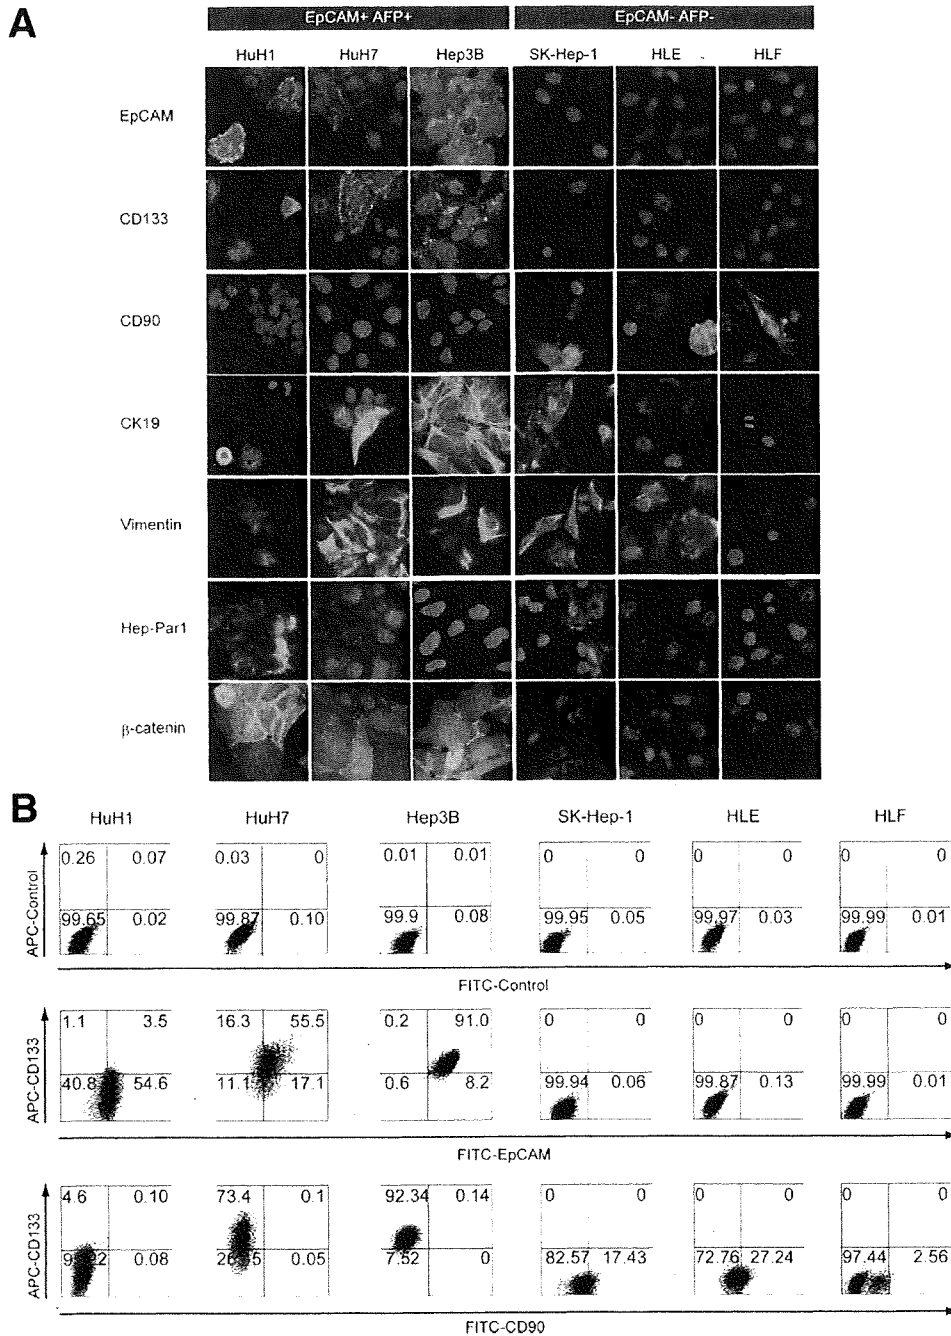 A
EpCAM+ AFP+ EpCAM- AFP-
HuH1 HuH7 Hep3B SK-Hep-1 HLE HLF
EpCAM
CD133
CD90
CK19
Vimentin
Hep-Par1
β-catenin
B
HuH1 HuH7 Hep3B SK-Hep-1 HLE HLF
APC-Control
0.26 0.07 0.03 0 0.01 0.01 0 0 0 0 0 0
99.65 0.02 99.87 0.10 99.9 0.08 99.95 0.05 99.97 0.03 99.99 0.01
FITC-Control
APC-CD133
1.1 3.5 16.3 55.5 0.2 91.0 0 0 0 0 0 0
40.8 54.6 11.1 17.1 0.6 8.2 99.94 0.06 99.87 0.13 99.99 0.01
FITC-EpCAM
APC-CD133
4.6 0.10 73.4 0.1 92.34 0.14 0 0 0 0 0 0
0.08 0.05 7.52 0 82.57 17.43 72.76 27.24 97.44 2.56
FITC-CD90